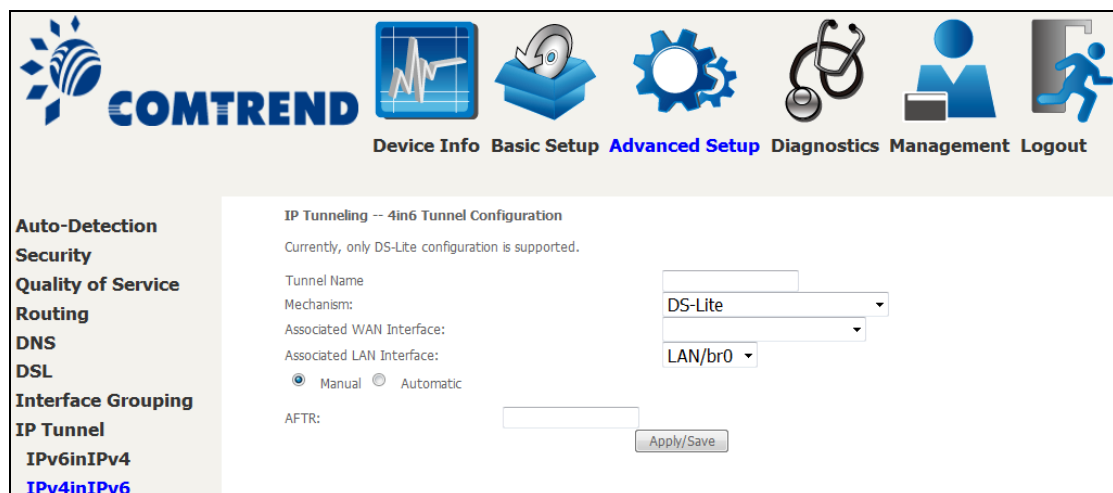 COMTREND
Device Info Basic Setup Advanced Setup Diagnostics Management Logout
Auto-Detection
Security
Quality of Service
Routing
DNS
DSL
Interface Grouping
IP Tunnel
IPv6inIPv4
IPv4inIPv6
IP Tunneling -- 4in6 Tunnel Configuration
Currently, only DS-Lite configuration is supported.
Tunnel Name
Mechanism: DS-Lite
Associated WAN Interface:
Associated LAN Interface: LAN/br0
Manual Automatic
AFTR:
Apply/Save